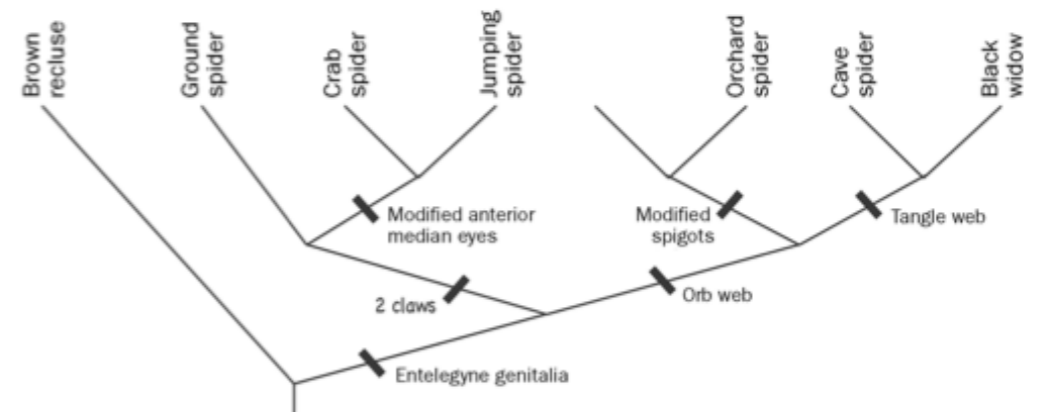 Brown
recluse
Ground
spider
Crab
spider
Jumping
spider
Orchard
spider
Cave
spider
Black
widow
Modified anterior
median eyes
Modified
spigots
Tangle web
2 claws
Orb web
Entelegyne genitalia